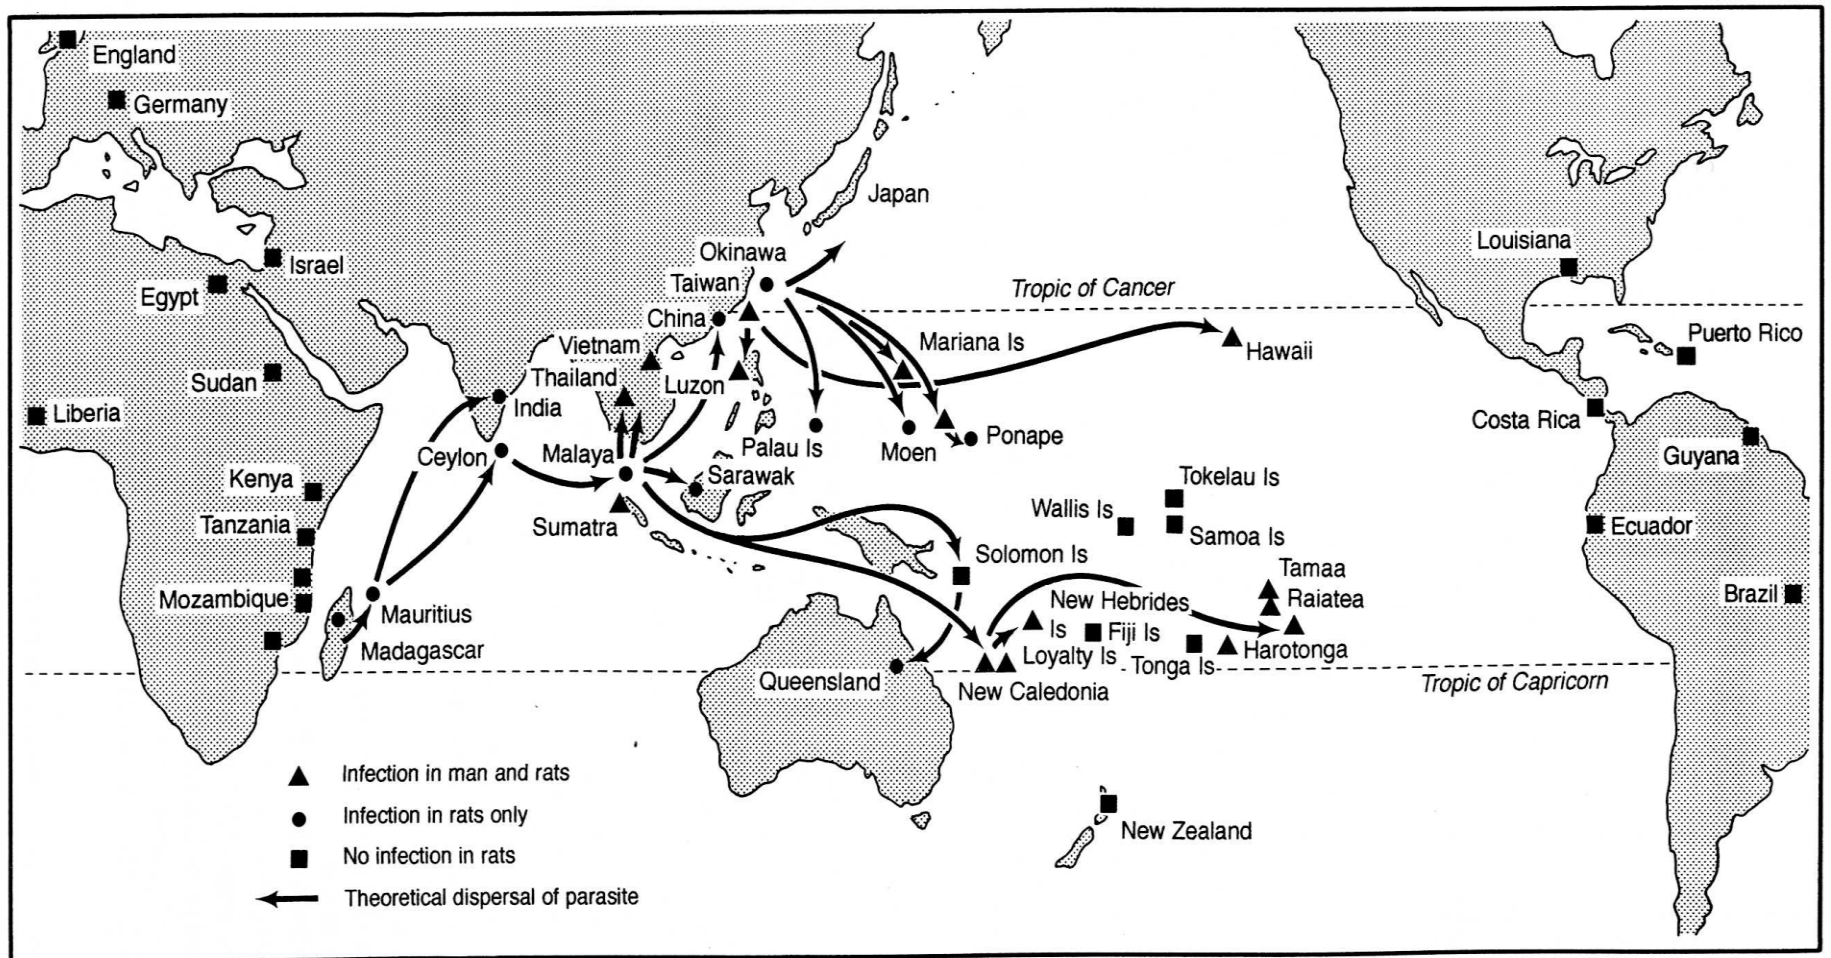 England
Germany
Japan
Okinawa
Louisiana
Israel
Taiwan
Egypt
Tropic of Cancer
China
Puerto Rico
Vietnam
Mariana Is
Hawaii
Thailand
Luzon
Sudan
India
Liberia
Costa Rica
Ponape
Palau Is
Moen
Malaya
Ceylon
Guyana
Sarawak
Kenya
Tokelau Is
Wallis Is
Tanzania
Sumatra
Ecuador
Samoa Is
Solomon Is
Tamaa
Brazil
Mozambique
Raiatea
New Hebrides
Mauritius
Is
Fiji Is
Madagascar
Harotonga
Loyalty Is
Tonga Is
Queensland
New Caledonia
Tropic of Capricorn
Infection in man and rats
Infection in rats only
New Zealand
No infection in rats
Theoretical dispersal of parasite